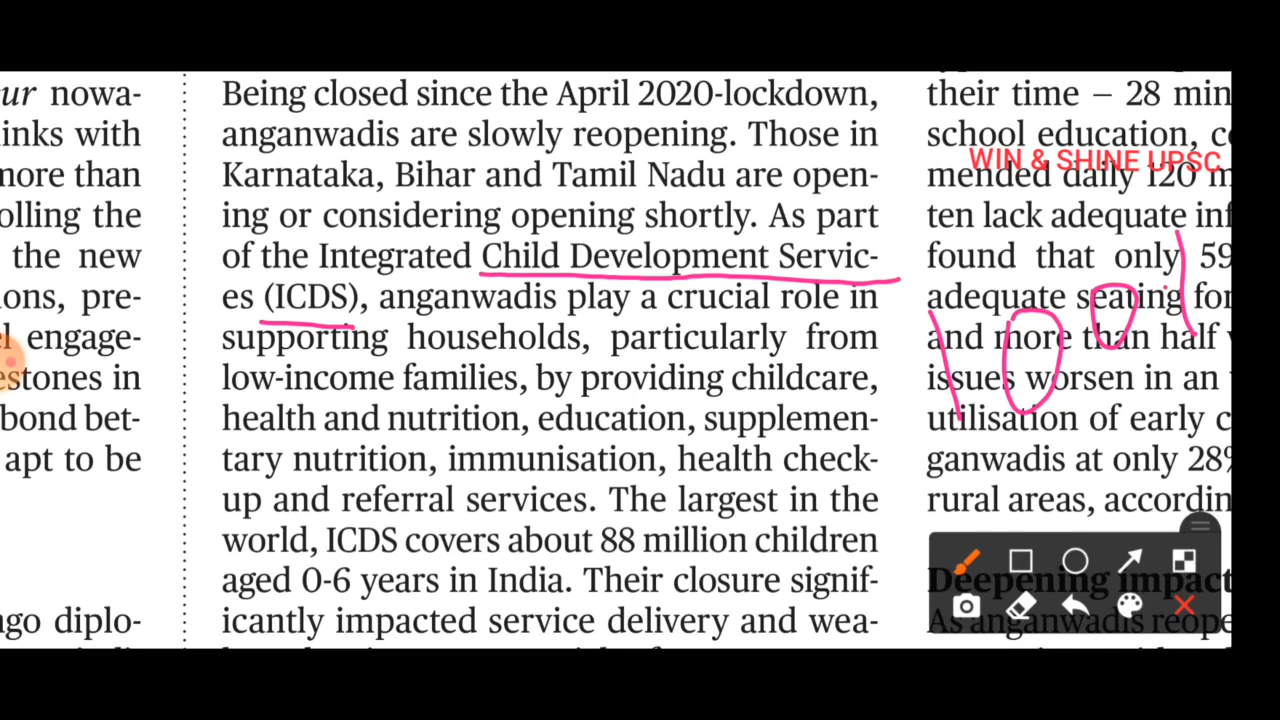 ur nowa-
inks with
more than
olling the
the new
ions, pre-
el engage-
estones in
bond bet-
apt to be
ngo diplo-
Being closed since the April 2020-lockdown,
anganwadis are slowly reopening. Those in
Karnataka, Bihar and Tamil Nadu are open-
ing or considering opening shortly. As part
of the Integrated Child Development Servic-
es (ICDS), anganwadis play a crucial role in
supporting households, particularly from
low-income families, by providing childcare,
health and nutrition, education, supplemen-
tary nutrition, immunisation, health check-
up and referral services. The largest in the
world, ICDS covers about 88 million children
aged 0-6 years in India. Their closure signif-
icantly impacted service delivery and wea-
their time – 28 min
school education, c
WIN & SHINE UPSC
mended daily 120 m
ten lack adequate inf
found that only 59
adequate seating for
and more than half
issues worsen in an
utilisation of early c
ganwadis at only 28%
rural areas, accordin
Deepening impact
As anganwadis reope
1001